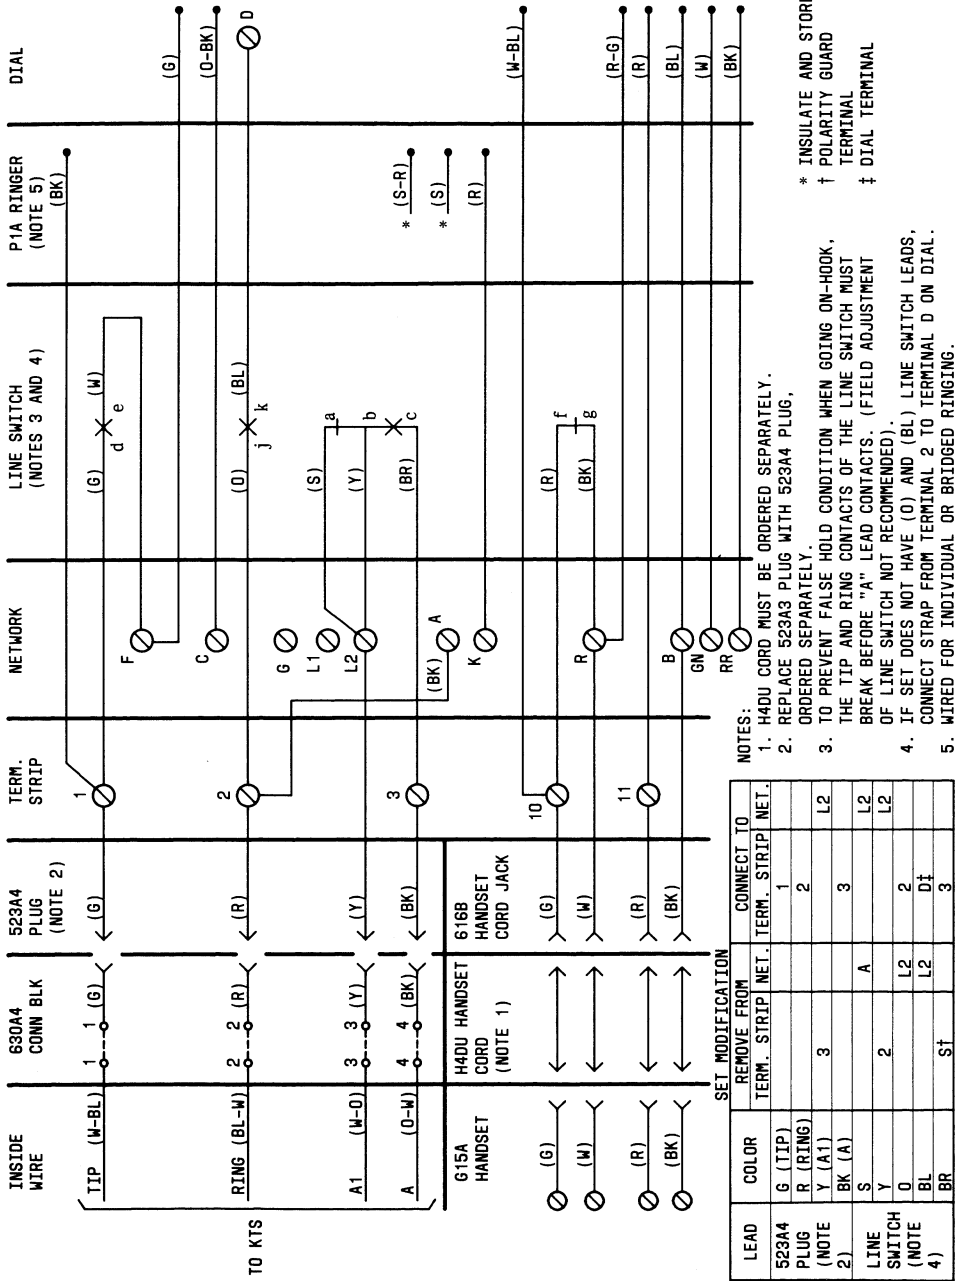 INSIDE WIRE
630A4 CONN BLK
523A4 PLUG (NOTE 2)
TERM. STRIP
NETWORK
LINE SWITCH (NOTES 3 AND 4)
P1A RINGER (NOTE 5)
DIAL
TO KTS
TIP (W-BL) 1 1 (G) (G) 1 (BK)
F (G) d e (W) (G)
C (O-BK)
RING (BL-W) 2 2 (R) (R) 2 (O) j k (BL) D
G
L1 (S) a
A1 (W-O) 3 3 (Y) (Y) L2 (Y) b
A (O-W) 4 4 (BK) (BK) 3 (BR) c
* (S-R)
(BK) A * (S)
K (R)
(W-BL)
G15A HANDSET
H4DU HANDSET CORD (NOTE 1)
616B HANDSET CORD JACK
(G) (G) 10 (R) f
(W) (W) R (BK) g (R-G)
(R) (R) 11 (R)
(BK) (BK) B (BL)
GN (W)
RR (BK)
SET MODIFICATION
LEAD COLOR REMOVE FROM CONNECT TO
TERM. STRIP NET. TERM. STRIP NET.
523A4 PLUG (NOTE 2) G (TIP) 1
R (RING) 2
Y (A1) 3 L2
BK (A) 3
LINE SWITCH (NOTE 4) S A L2
Y 2 L2
O L2 2
BL L2 D‡
BR S† 3
NOTES:
1. H4DU CORD MUST BE ORDERED SEPARATELY.
2. REPLACE 523A3 PLUG WITH 523A4 PLUG,
ORDERED SEPARATELY.
3. TO PREVENT FALSE HOLD CONDITION WHEN GOING ON-HOOK,
THE TIP AND RING CONTACTS OF THE LINE SWITCH MUST
BREAK BEFORE "A" LEAD CONTACTS. (FIELD ADJUSTMENT
OF LINE SWITCH NOT RECOMMENDED).
4. IF SET DOES NOT HAVE (O) AND (BL) LINE SWITCH LEADS,
CONNECT STRAP FROM TERMINAL 2 TO TERMINAL D ON DIAL.
5. WIRED FOR INDIVIDUAL OR BRIDGED RINGING.
* INSULATE AND STORE
† POLARITY GUARD
TERMINAL
‡ DIAL TERMINAL